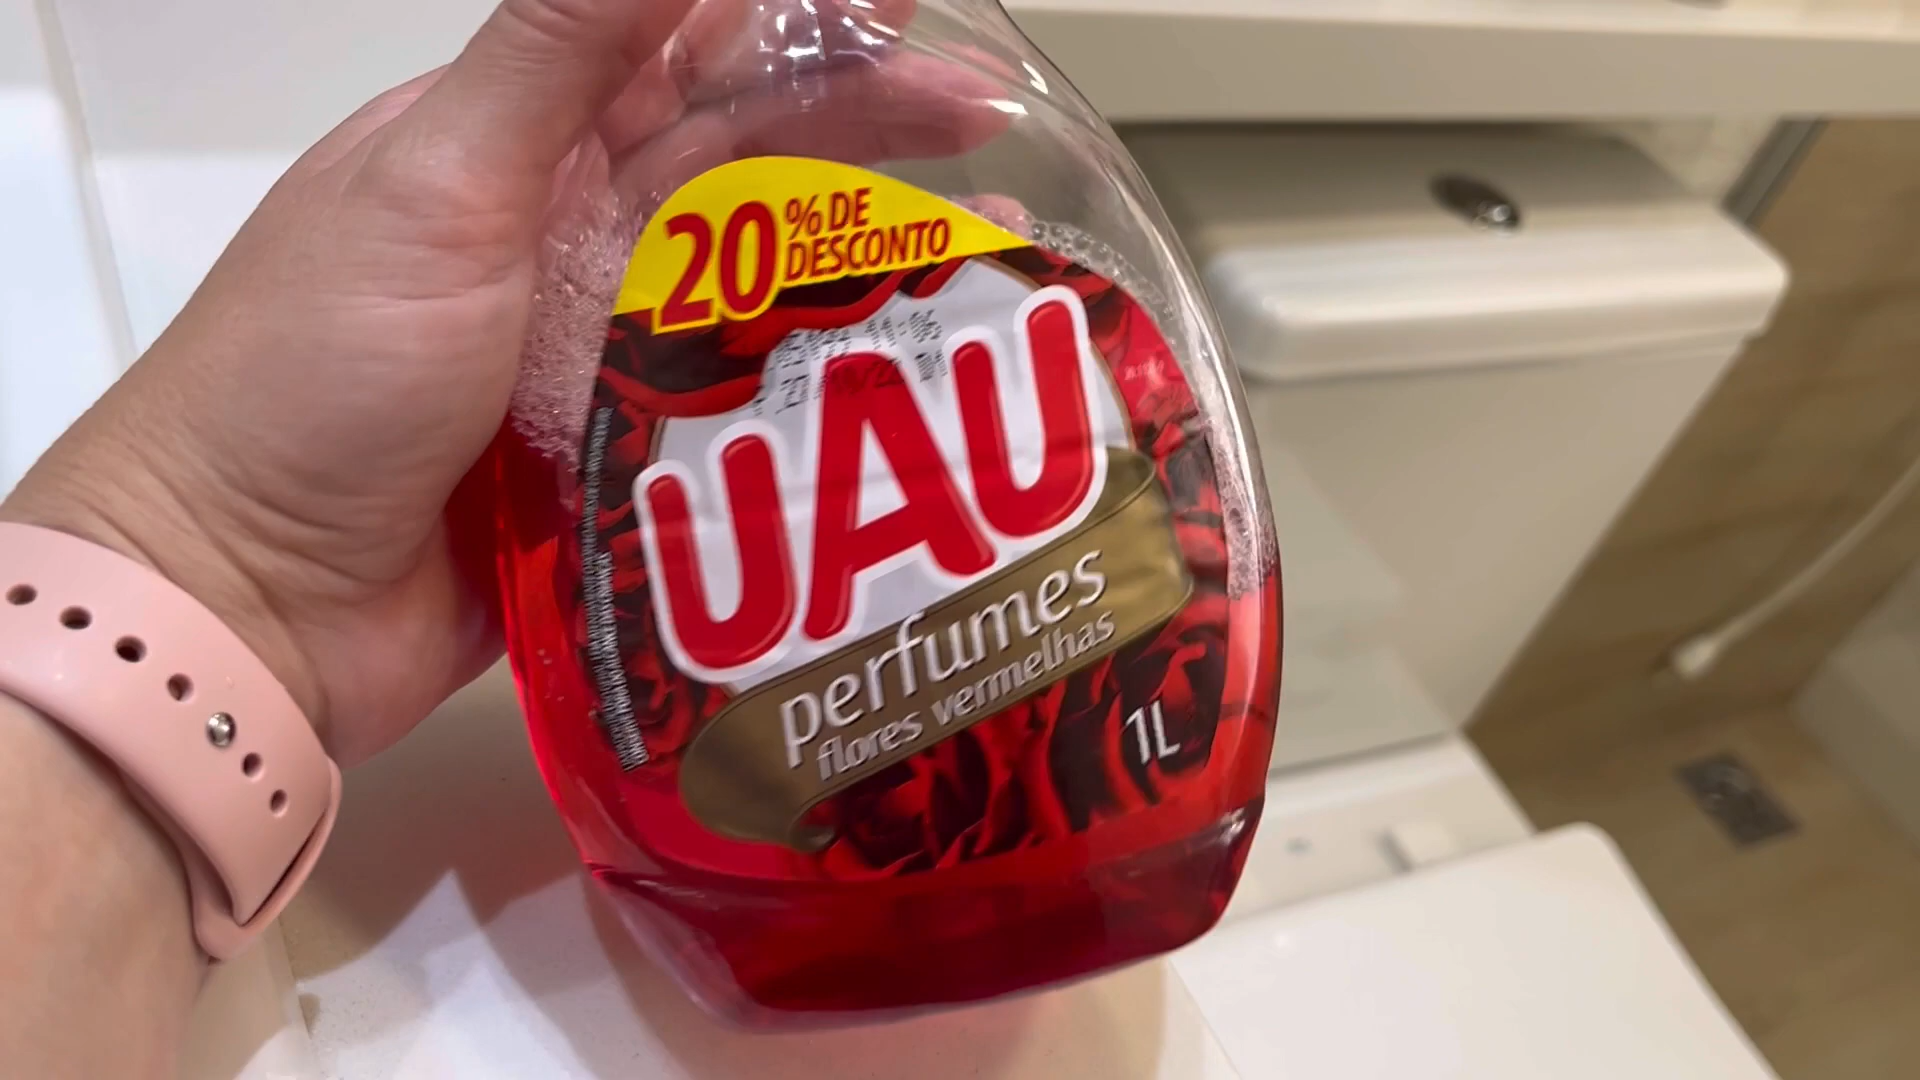 20% DE
DESCONTO
UAU
perfumes
flores vermelhas
1L